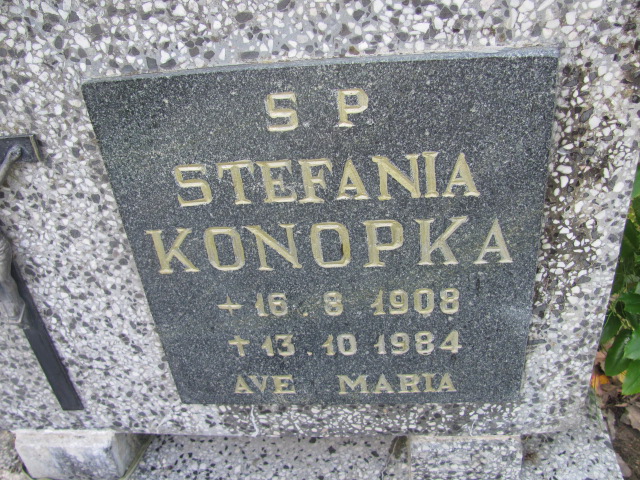 S P
STEFANIA
KONOPKA
+ 16. 8 1908
+ 13.10.1984
AVE MARIA